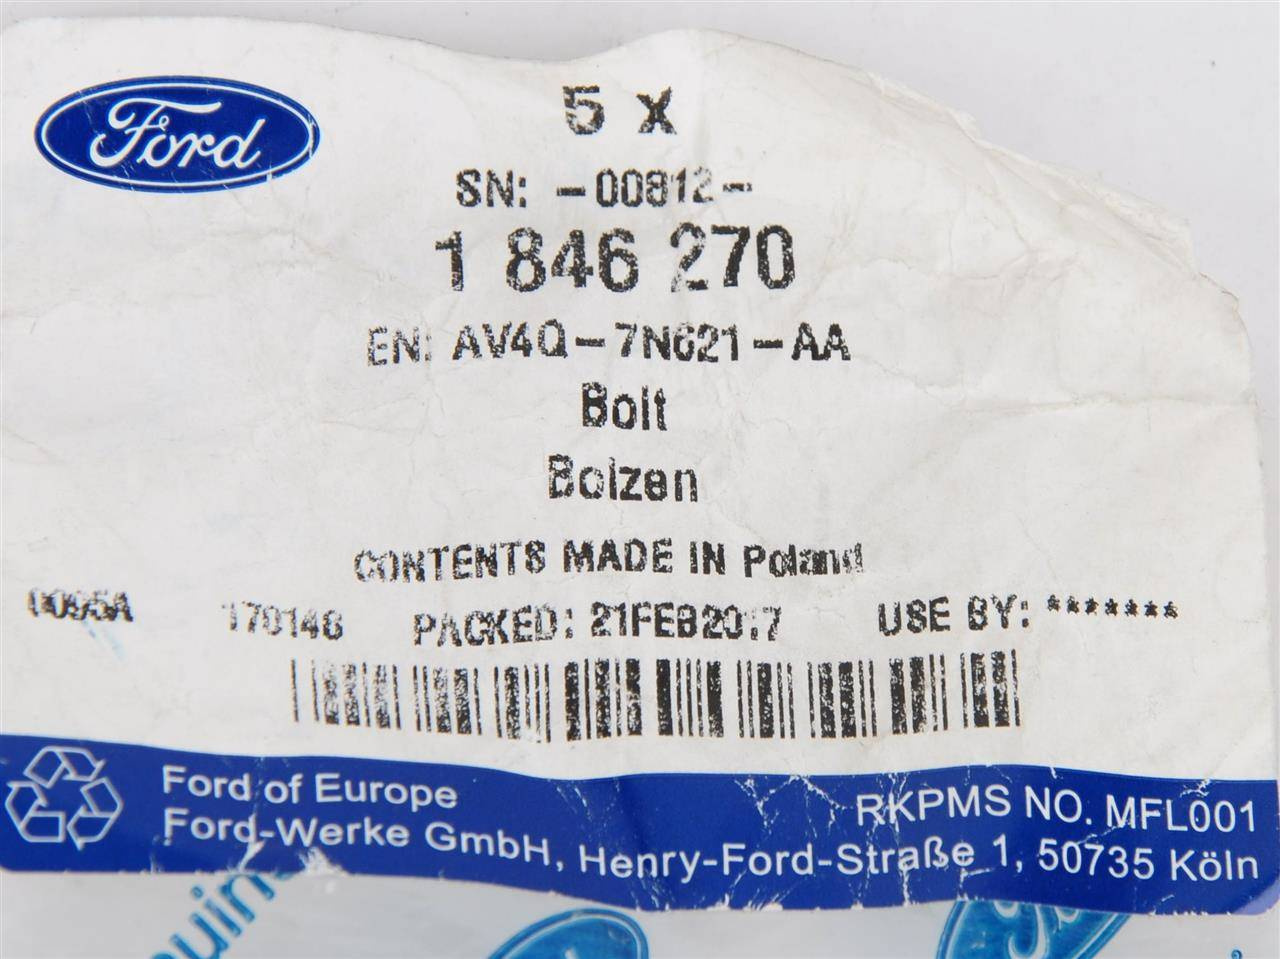 Ford
5 x
SN: -00812-
1 846 270
EN: AV4Q-7N621-AA
Bolt
Bolzen
CONTENTS MADE IN Poland
0095A 170146 PACKED: 21FEB2017 USE BY: *******
Ford of Europe
Ford-Werke GmbH, Henry-Ford-Straße 1, 50735 Köln
RKPMS NO. MFL001